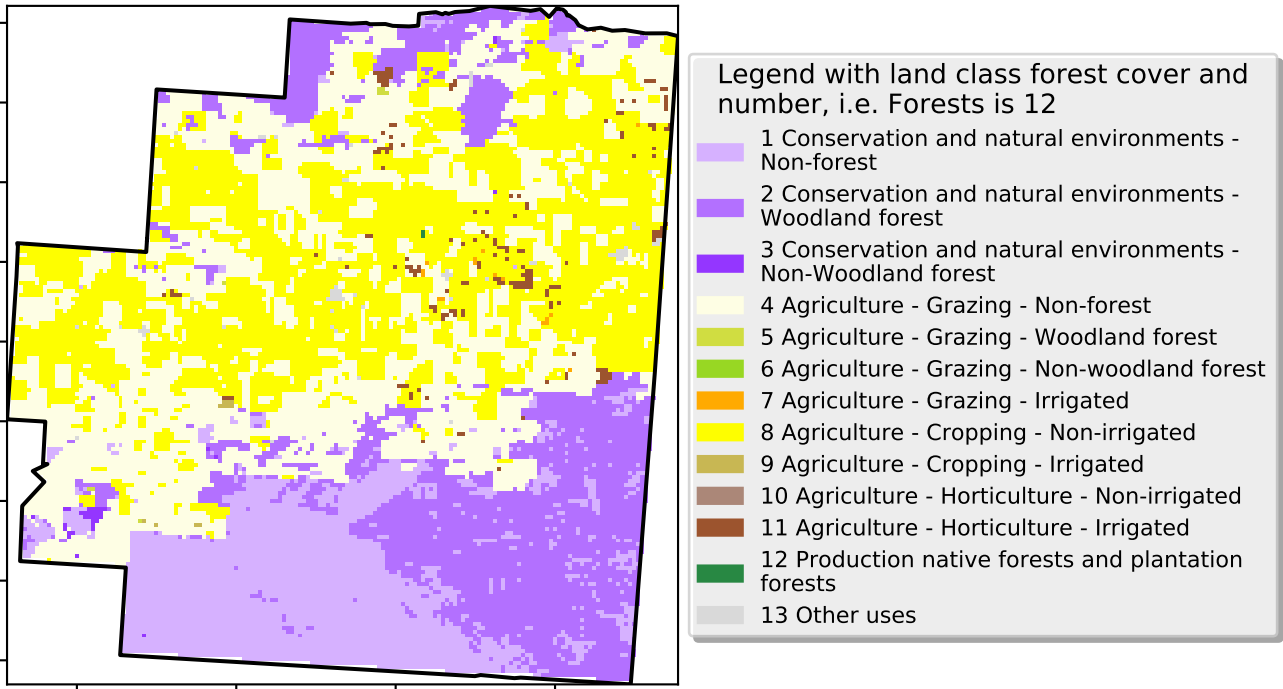 Legend with land class forest cover and
number, i.e. Forests is 12
1 Conservation and natural environments -
Non-forest
2 Conservation and natural environments -
Woodland forest
3 Conservation and natural environments -
Non-Woodland forest
4 Agriculture - Grazing - Non-forest
5 Agriculture - Grazing - Woodland forest
6 Agriculture - Grazing - Non-woodland forest
7 Agriculture - Grazing - Irrigated
8 Agriculture - Cropping - Non-irrigated
9 Agriculture - Cropping - Irrigated
10 Agriculture - Horticulture - Non-irrigated
11 Agriculture - Horticulture - Irrigated
12 Production native forests and plantation
forests
13 Other uses